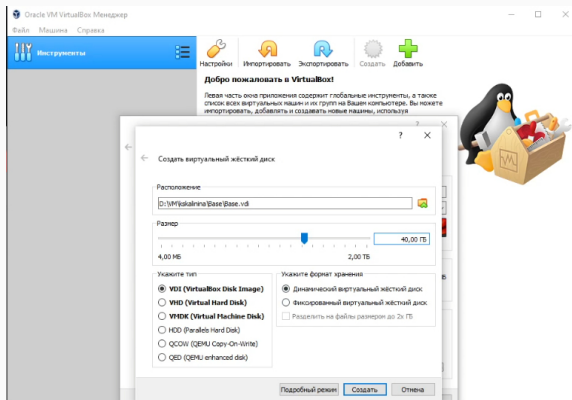 Oracle VM VirtualBox Менеджер
Файл Машина Справка
Инструменты
Настройки Импортировать Экспортировать Создать Добавить
Добро пожаловать в VirtualBox!
Левая часть окна приложения содержит глобальные инструменты, а также
список всех виртуальных машин и их групп на Вашем компьютере. Вы можете
импортировать, добавлять и создавать новые машины, используя
Создать виртуальный жёсткий диск
Расположение
D:\VM\iskalinina\Base\Base.vdi
Размер
40,00 ГБ
4,00 МБ 2,00 ТБ
Укажите тип
Укажите формат хранения
VDI (VirtualBox Disk Image)
Динамический виртуальный жёсткий диск
VHD (Virtual Hard Disk)
Фиксированный виртуальный жёсткий диск
VMDK (Virtual Machine Disk)
Разделить на файлы размером до 2х ГБ
HDD (Parallels Hard Disk)
QCOW (QEMU Copy-On-Write)
QED (QEMU enhanced disk)
Подробный режим Создать Отмена